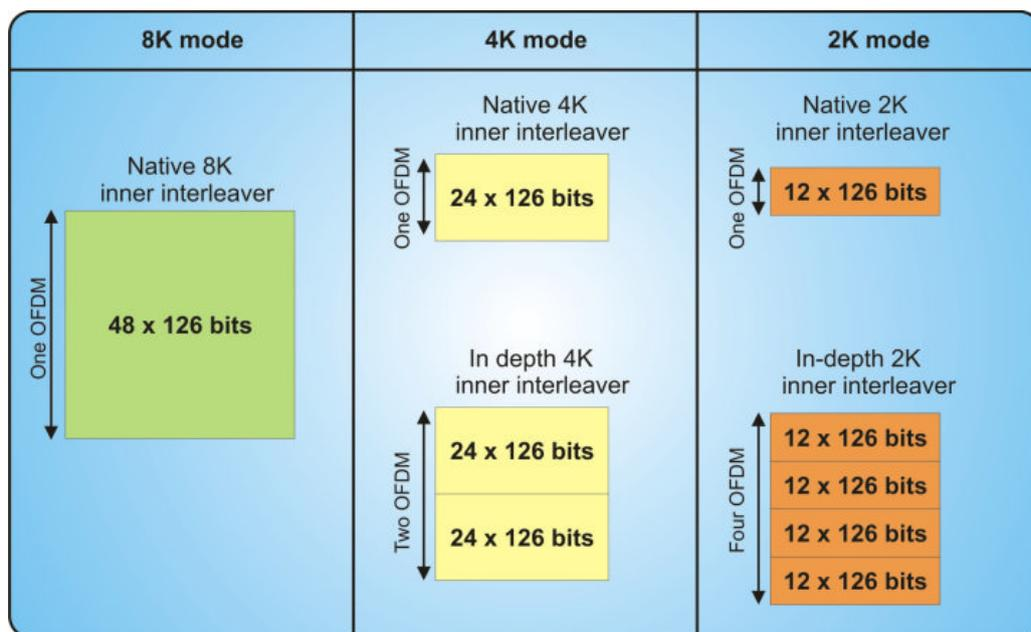 8K mode
4K mode
2K mode
Native 8K
inner interleaver
One OFDM
48 x 126 bits
Native 4K
inner interleaver
One OFDM
24 x 126 bits
In depth 4K
inner interleaver
Two OFDM
24 x 126 bits
24 x 126 bits
Native 2K
inner interleaver
One OFDM
12 x 126 bits
In-depth 2K
inner interleaver
Four OFDM
12 x 126 bits
12 x 126 bits
12 x 126 bits
12 x 126 bits